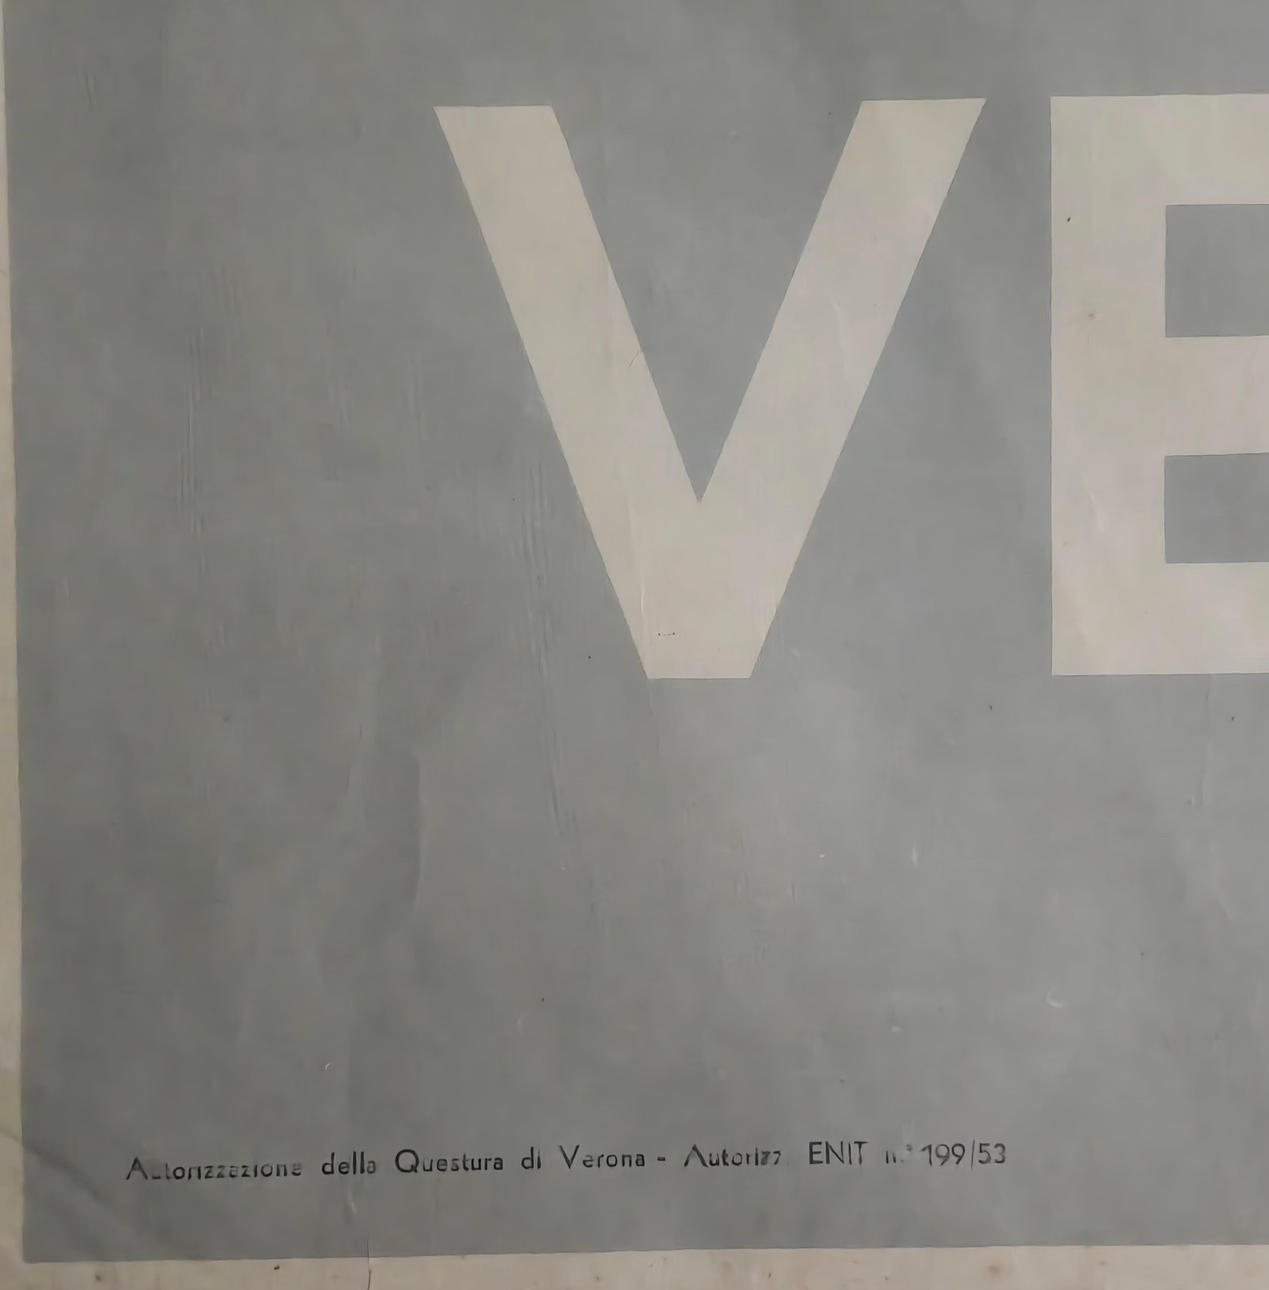 VE
Autorizzazione della Questura di Verona - Autorizz. ENIT n.° 199/53